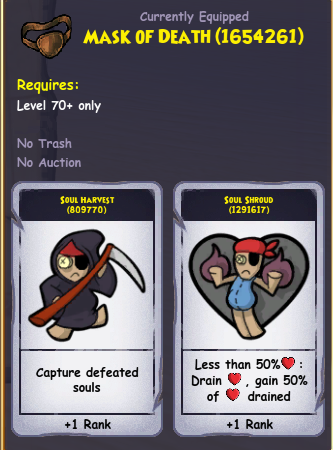 Currently Equipped
MASK OF DEATH (1654261)
Requires:
Level 70+ only
No Trash
No Auction
SOUL HARVEST
(809770)
Capture defeated
souls
+1 Rank
SOUL SHROUD
(1291617)
Less than 50% :
Drain , gain 50%
of drained
+1 Rank